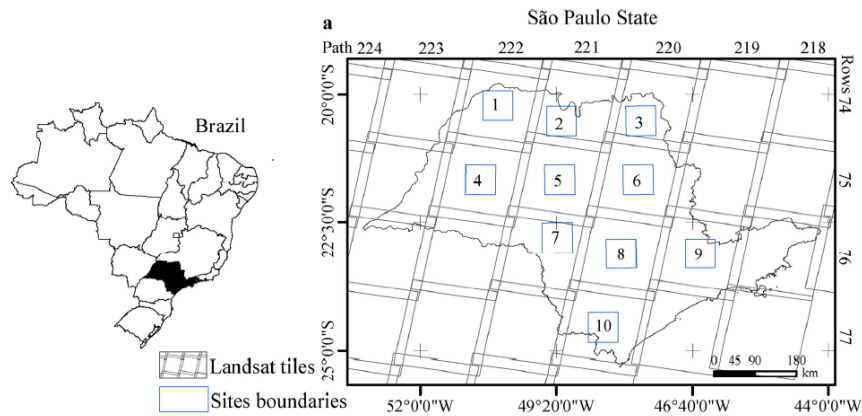 São Paulo State
a
Path 224 223 222 221 220 219 218
Rows 74
75
76
77
20°0'0"S
22°30'0"S
25°0'0"S
Brazil
1
2
3
4
5
6
7
8
9
10
0 45 90 180
km
52°0'0"W 49°20'0"W 46°40'0"W 44°0'0"W
Landsat tiles
Sites boundaries